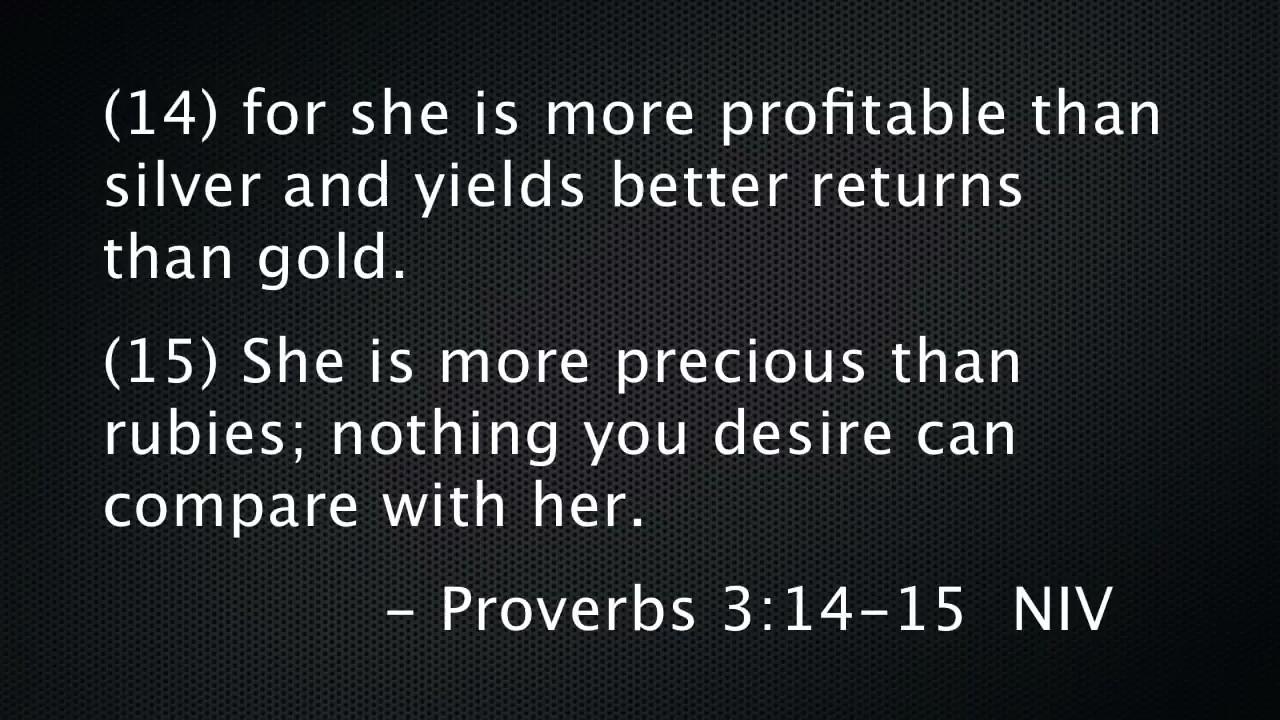 (14) for she is more profitable than
silver and yields better returns
than gold.
(15) She is more precious than
rubies; nothing you desire can
compare with her.
– Proverbs 3:14–15  NIV